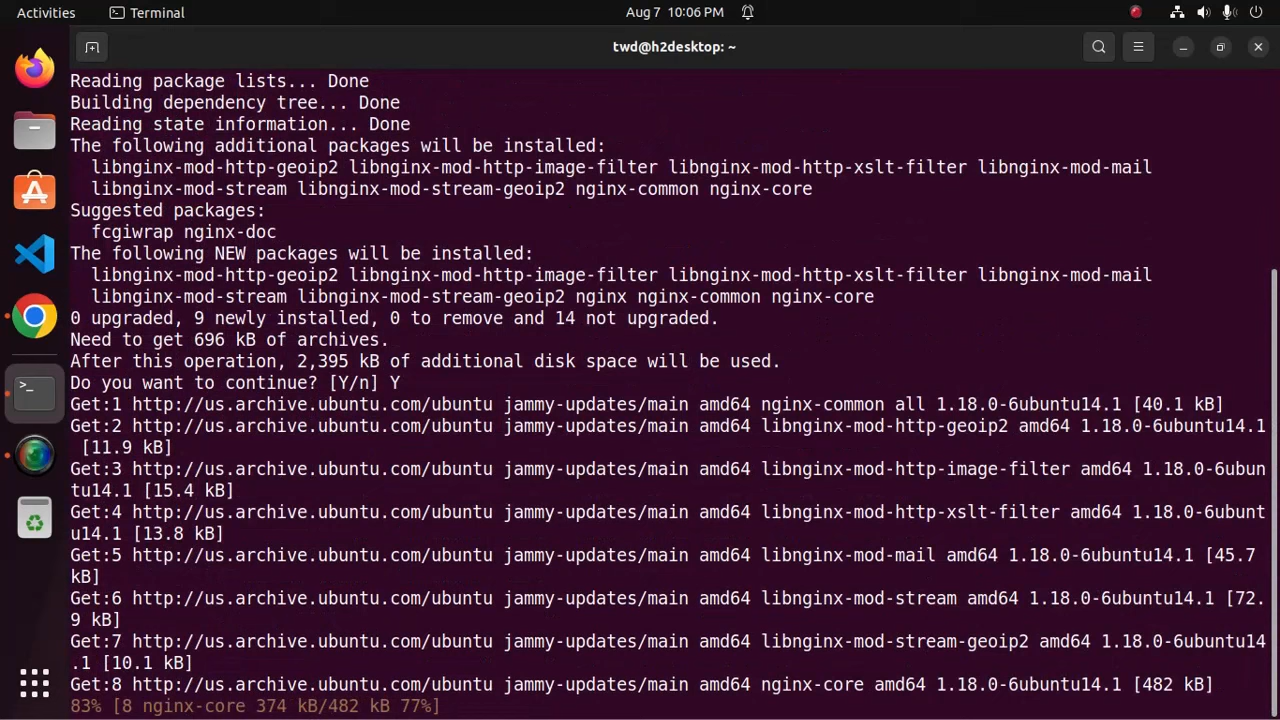 Activities Terminal Aug 7 10:06 PM
twd@h2desktop: ~
Reading package lists... Done
Building dependency tree... Done
Reading state information... Done
The following additional packages will be installed:
  libnginx-mod-http-geoip2 libnginx-mod-http-image-filter libnginx-mod-http-xslt-filter libnginx-mod-mail
  libnginx-mod-stream libnginx-mod-stream-geoip2 nginx-common nginx-core
Suggested packages:
  fcgiwrap nginx-doc
The following NEW packages will be installed:
  libnginx-mod-http-geoip2 libnginx-mod-http-image-filter libnginx-mod-http-xslt-filter libnginx-mod-mail
  libnginx-mod-stream libnginx-mod-stream-geoip2 nginx nginx-common nginx-core
0 upgraded, 9 newly installed, 0 to remove and 14 not upgraded.
Need to get 696 kB of archives.
After this operation, 2,395 kB of additional disk space will be used.
Do you want to continue? [Y/n] Y
Get:1 http://us.archive.ubuntu.com/ubuntu jammy-updates/main amd64 nginx-common all 1.18.0-6ubuntu14.1 [40.1 kB]
Get:2 http://us.archive.ubuntu.com/ubuntu jammy-updates/main amd64 libnginx-mod-http-geoip2 amd64 1.18.0-6ubuntu14.1
 [11.9 kB]
Get:3 http://us.archive.ubuntu.com/ubuntu jammy-updates/main amd64 libnginx-mod-http-image-filter amd64 1.18.0-6ubun
tu14.1 [15.4 kB]
Get:4 http://us.archive.ubuntu.com/ubuntu jammy-updates/main amd64 libnginx-mod-http-xslt-filter amd64 1.18.0-6ubunt
u14.1 [13.8 kB]
Get:5 http://us.archive.ubuntu.com/ubuntu jammy-updates/main amd64 libnginx-mod-mail amd64 1.18.0-6ubuntu14.1 [45.7
kB]
Get:6 http://us.archive.ubuntu.com/ubuntu jammy-updates/main amd64 libnginx-mod-stream amd64 1.18.0-6ubuntu14.1 [72.
9 kB]
Get:7 http://us.archive.ubuntu.com/ubuntu jammy-updates/main amd64 libnginx-mod-stream-geoip2 amd64 1.18.0-6ubuntu14
.1 [10.1 kB]
Get:8 http://us.archive.ubuntu.com/ubuntu jammy-updates/main amd64 nginx-core amd64 1.18.0-6ubuntu14.1 [482 kB]
83% [8 nginx-core 374 kB/482 kB 77%]